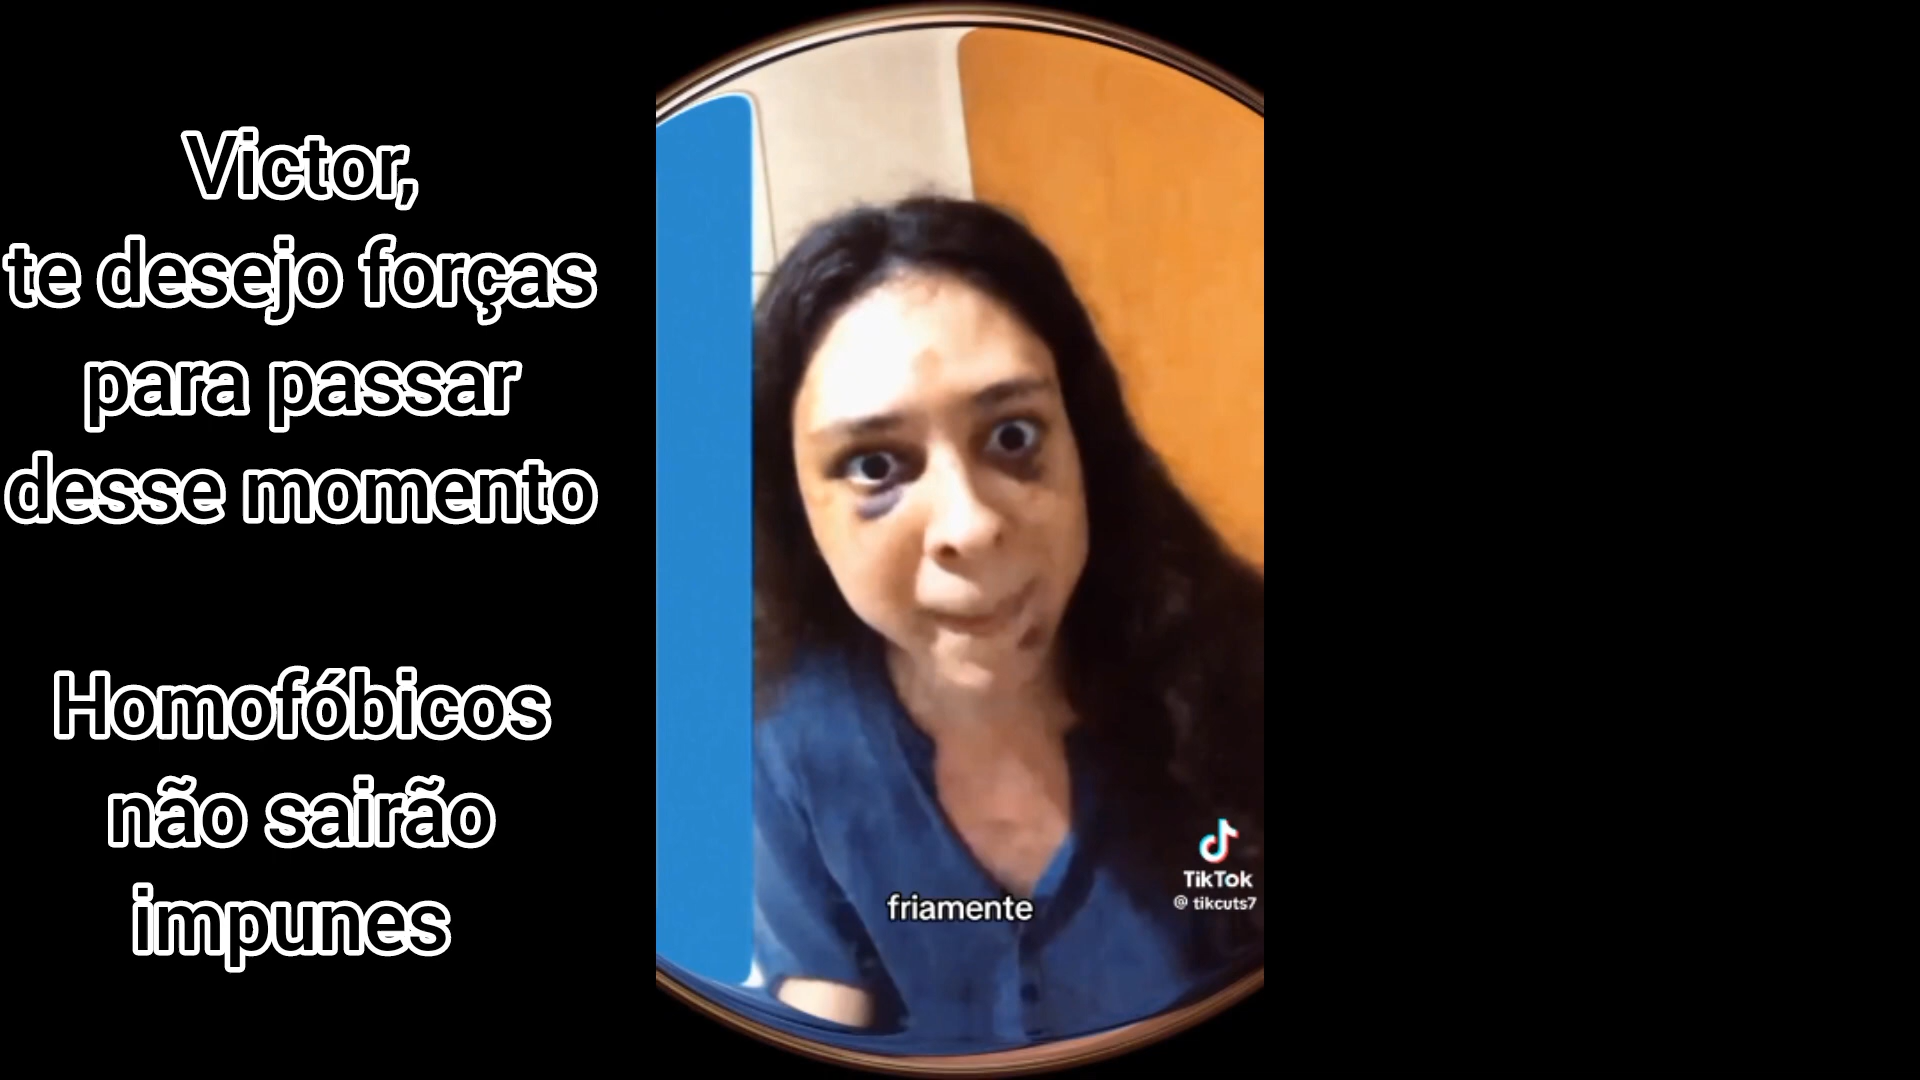 Victor,
te desejo forças
para passar
desse momento
Homofóbicos
não sairão
impunes
friamente
TikTok
@ tikcuts7